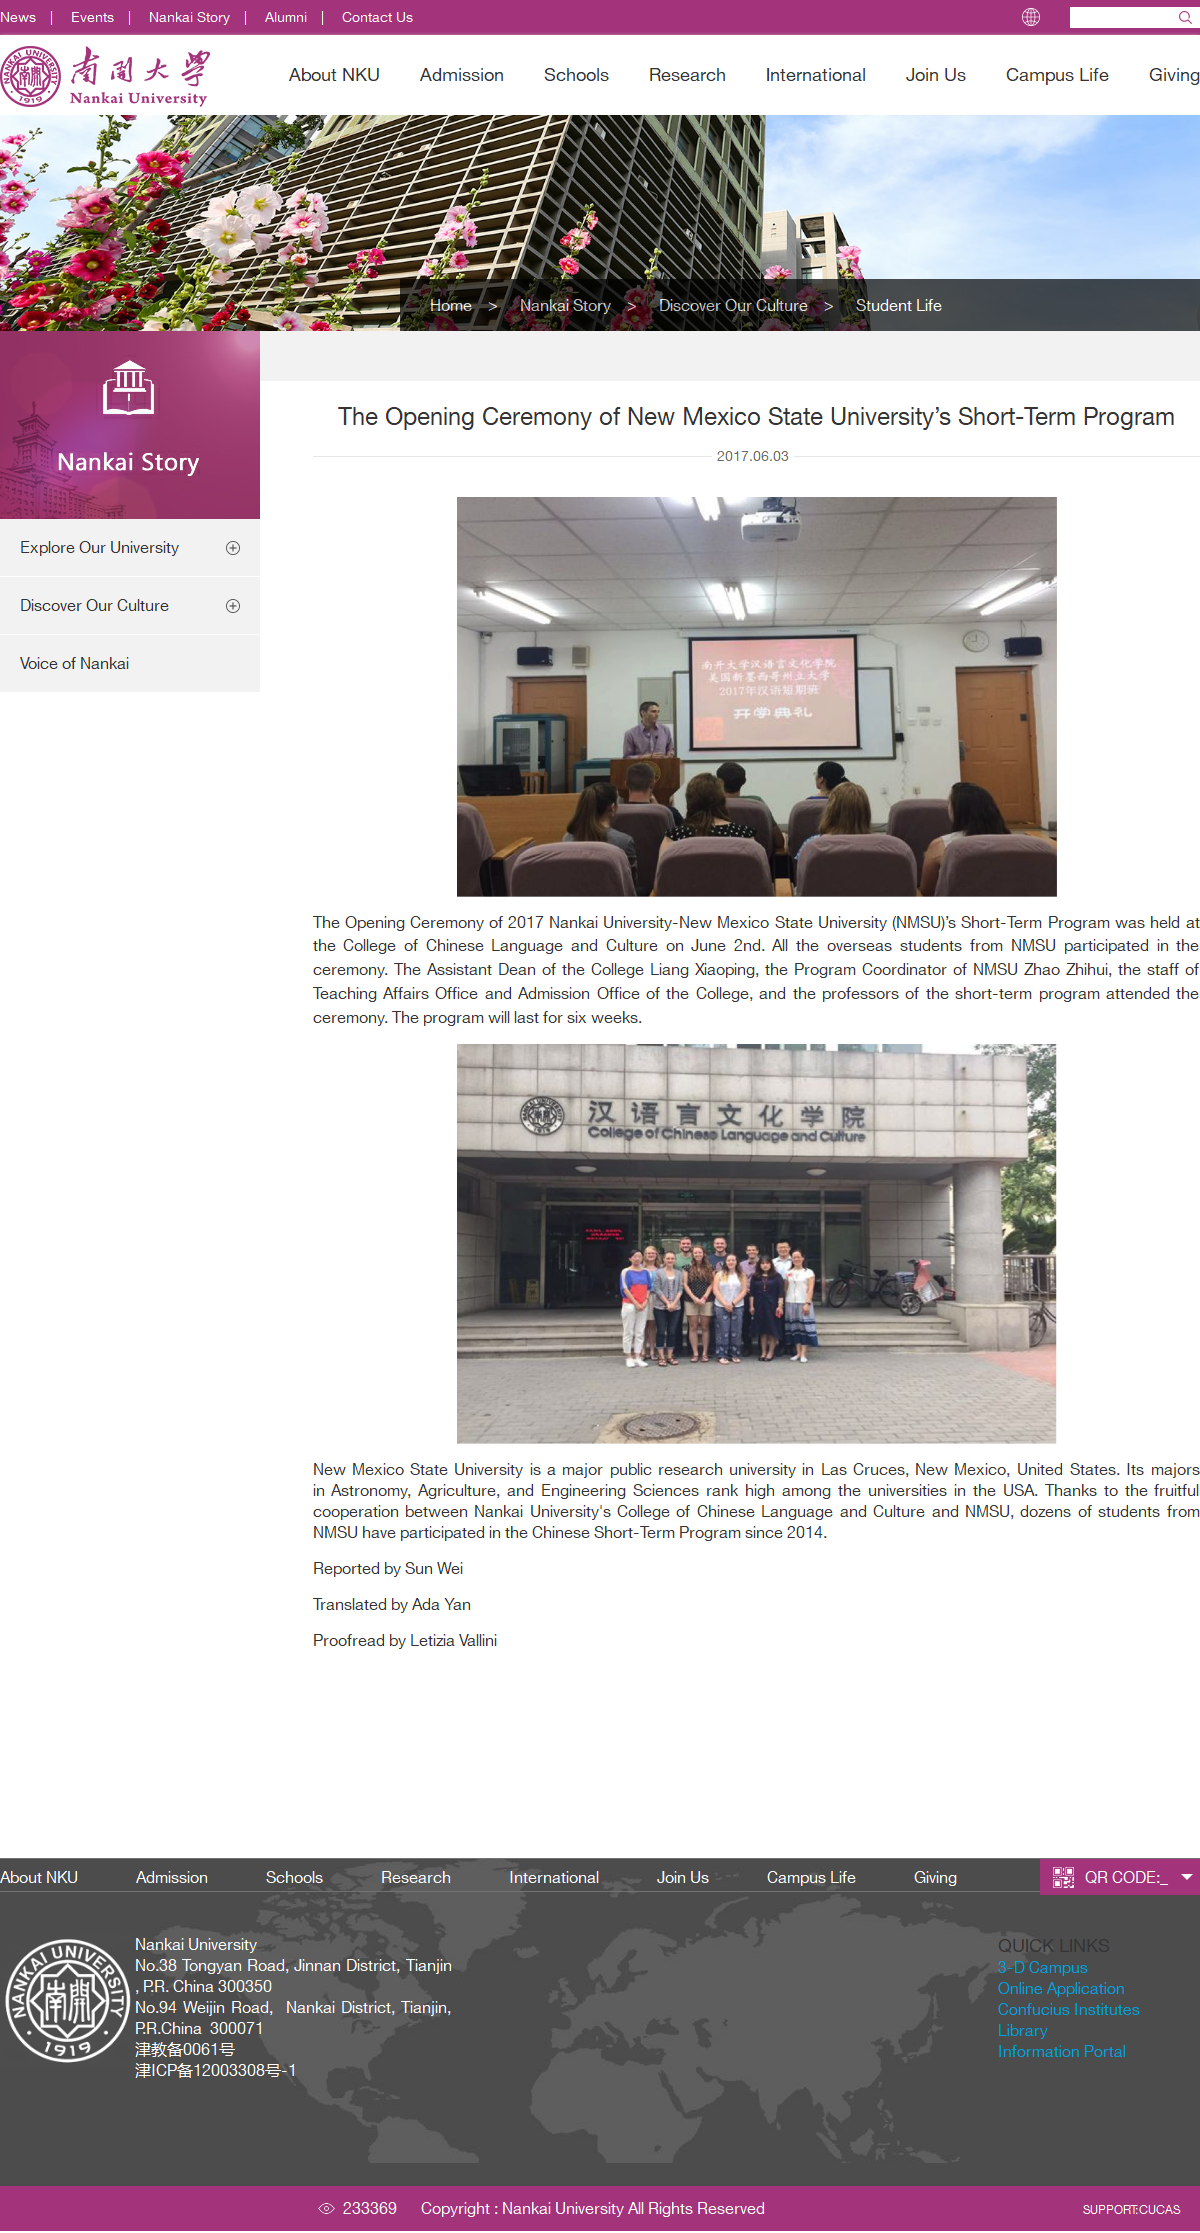 News | Events | Nankai Story | Alumni | Contact Us
NANKAI UNIVERSITY
1919
南開大學
Nankai University
About NKU Admission Schools Research International Join Us Campus Life Giving
Home > Nankai Story > Discover Our Culture > Student Life
Nankai Story
Explore Our University
Discover Our Culture
Voice of Nankai
The Opening Ceremony of New Mexico State University’s Short-Term Program
2017.06.03
南开大学汉语言文化学院
美国新墨西哥州立大学
2017年汉语短期班
开学典礼
The Opening Ceremony of 2017 Nankai University-New Mexico State University (NMSU)’s Short-Term Program was held at
the College of Chinese Language and Culture on June 2nd. All the overseas students from NMSU participated in the
ceremony. The Assistant Dean of the College Liang Xiaoping, the Program Coordinator of NMSU Zhao Zhihui, the staff of
Teaching Affairs Office and Admission Office of the College, and the professors of the short-term program attended the
ceremony. The program will last for six weeks.
汉语言文化学院
College of Chinese Language and Culture
New Mexico State University is a major public research university in Las Cruces, New Mexico, United States. Its majors
in Astronomy, Agriculture, and Engineering Sciences rank high among the universities in the USA. Thanks to the fruitful
cooperation between Nankai University's College of Chinese Language and Culture and NMSU, dozens of students from
NMSU have participated in the Chinese Short-Term Program since 2014.
Reported by Sun Wei
Translated by Ada Yan
Proofread by Letizia Vallini
About NKU Admission Schools Research International Join Us Campus Life Giving QR CODE:_
NANKAI UNIVERSITY
南開
1919
Nankai University
No.38 Tongyan Road, Jinnan District, Tianjin
, P.R. China 300350
No.94 Weijin Road, Nankai District, Tianjin,
P.R.China 300071
津教备0061号
津ICP备12003308号-1
QUICK LINKS
3-D Campus
Online Application
Confucius Institutes
Library
Information Portal
233369 Copyright : Nankai University All Rights Reserved SUPPORT:CUCAS